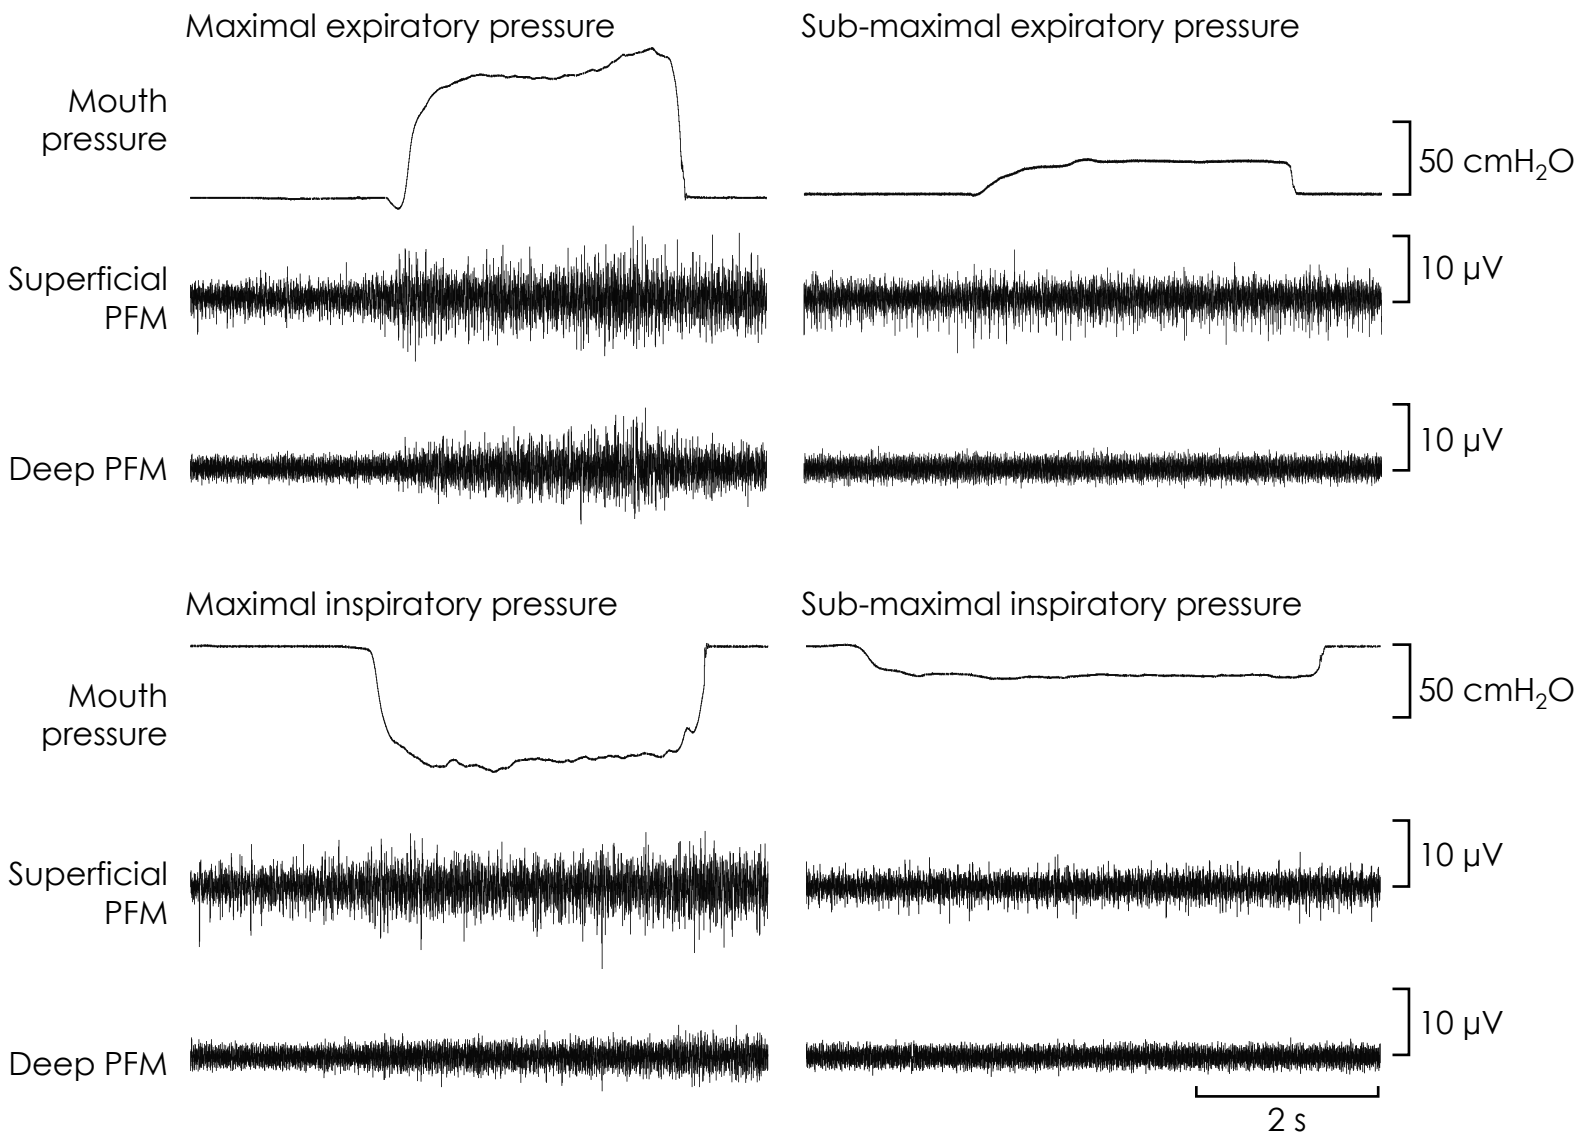 Maximal expiratory pressure
Sub-maximal expiratory pressure
Mouth
pressure
50 cmH₂O
Superficial
PFM
10 µV
Deep PFM
10 µV
Maximal inspiratory pressure
Sub-maximal inspiratory pressure
Mouth
pressure
50 cmH₂O
Superficial
PFM
10 µV
Deep PFM
10 µV
2 s